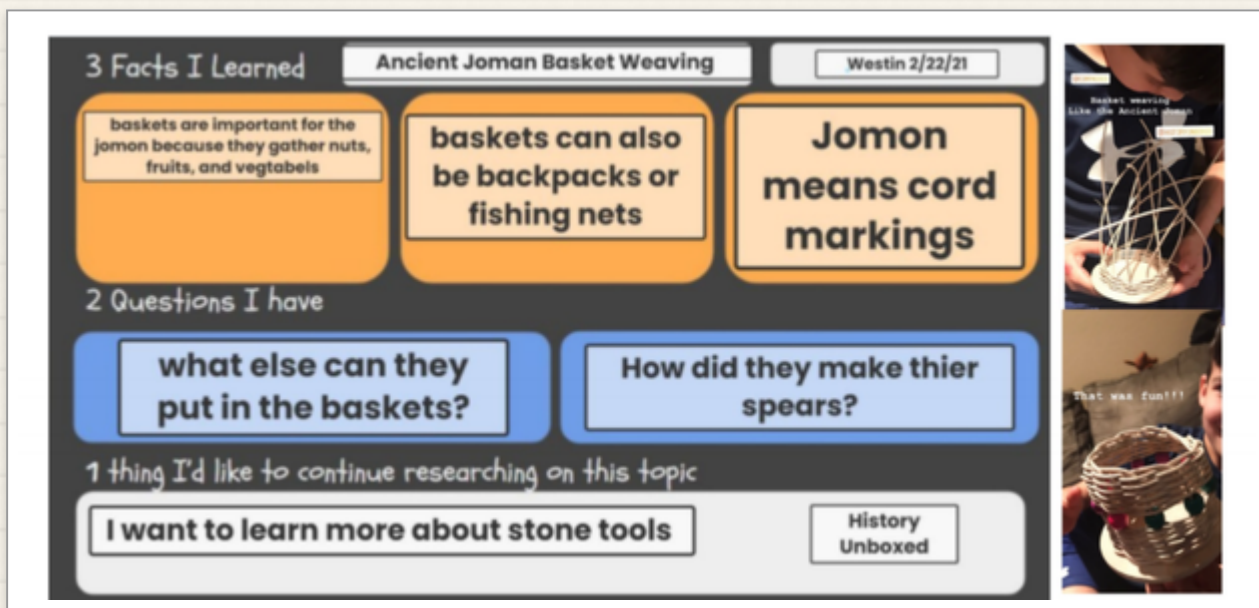 3 Facts I Learned
Ancient Joman Basket Weaving
Westin 2/22/21
baskets are important for the
jomon because they gather nuts,
fruits, and vegtabels
baskets can also
be backpacks or
fishing nets
Jomon
means cord
markings
2 Questions I have
what else can they
put in the baskets?
How did they make thier
spears?
1 thing I'd like to continue researching on this topic
I want to learn more about stone tools
History
Unboxed
Basket weaving
Like the Ancient Joman
That was fun!!!